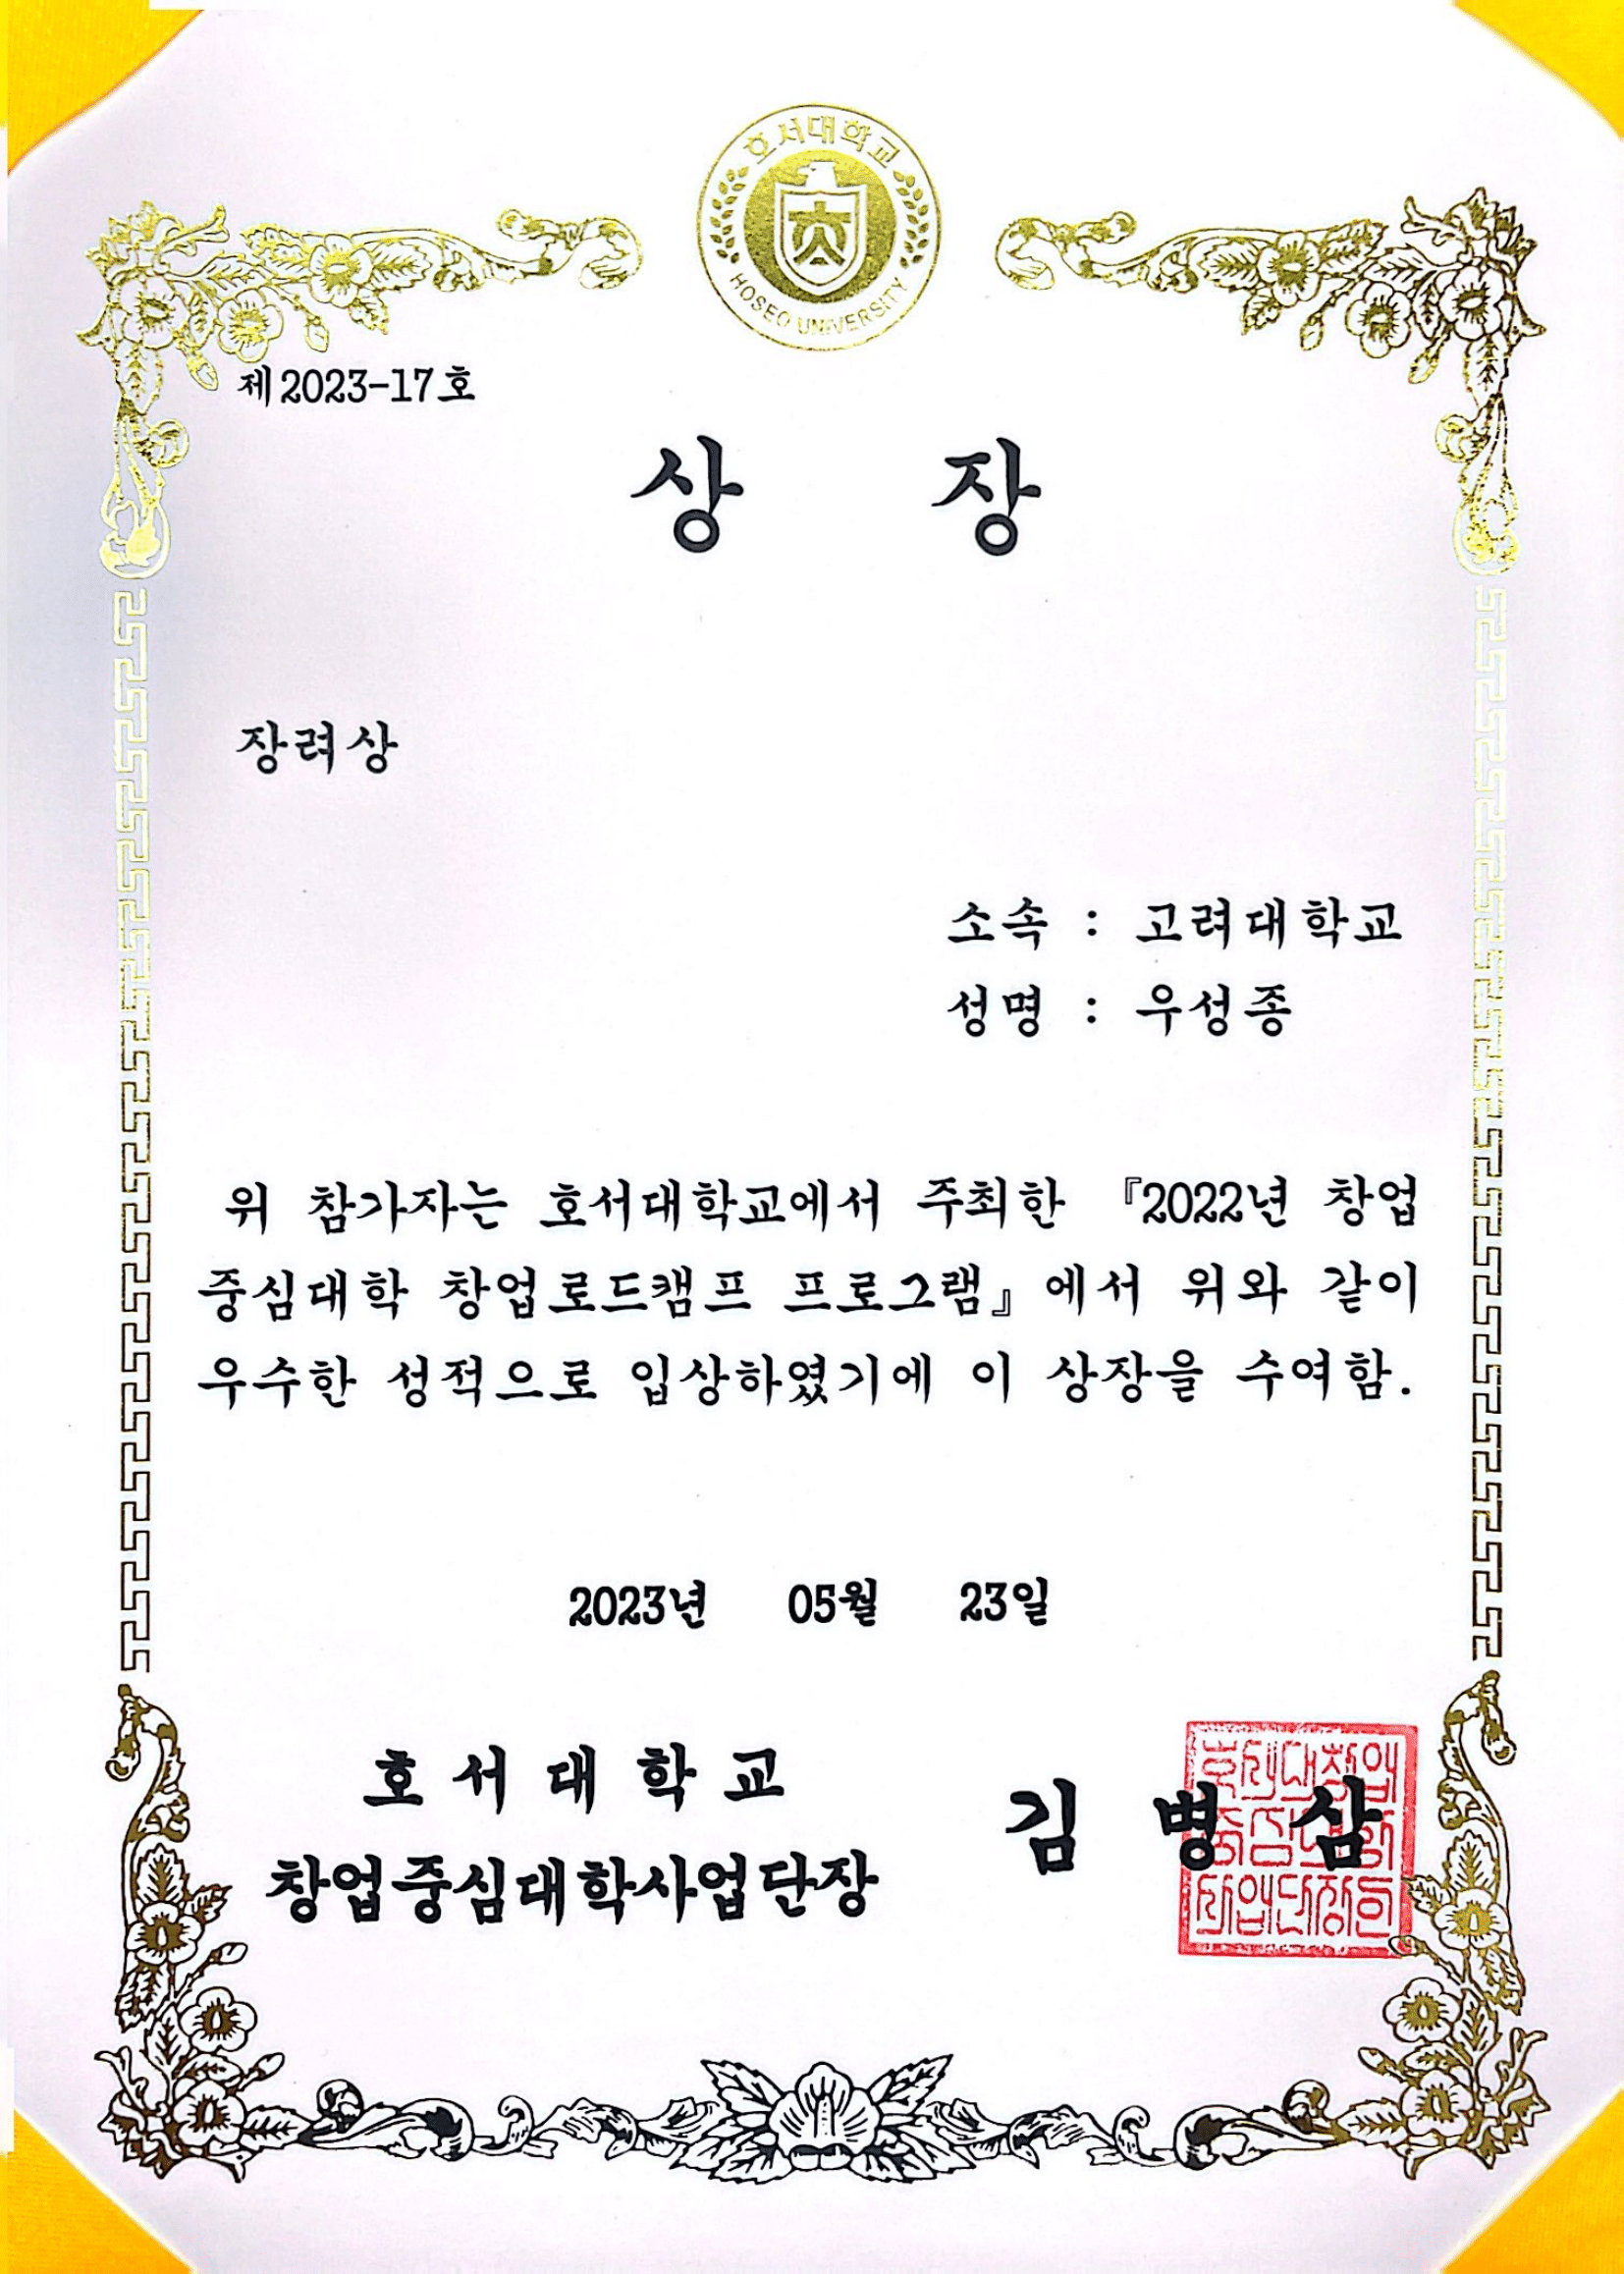 호서대학교
HOSEO UNIVERSITY
제2023-17호
상 장
장려상
소속 : 고려대학교
성명 : 우성종
위 참가자는 호서대학교에서 주최한 『2022년 창업
중심대학 창업로드캠프 프로그램』에서 위와 같이
우수한 성적으로 입상하였기에 이 상장을 수여함.
2023년 05월 23일
호서대학교
창업중심대학사업단장
김병삼